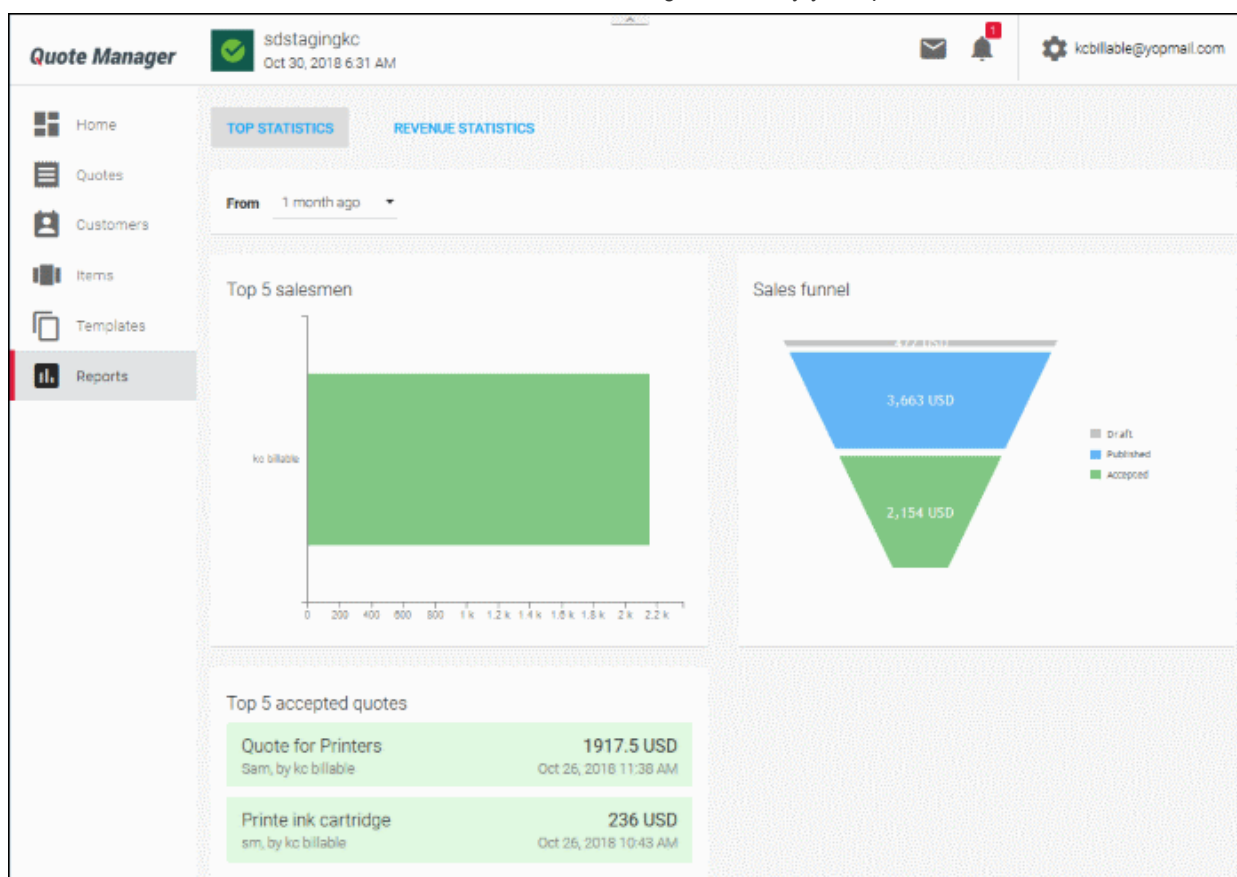 sdstagingkc
1
Quote Manager
Oct 30, 2018 6:31 AM
kcbillable@yopmail.com
Home
TOP STATISTICS REVENUE STATISTICS
Quotes
From 1 month ago
Customers
Items
Templates
Reports
Top 5 salesmen
kc billable
0 200 400 600 800 1 k 1.2 k 1.4 k 1.6 k 1.8 k 2 k 2.2 k
Sales funnel
477 USD
3,663 USD
2,154 USD
Draft
Published
Accepted
Top 5 accepted quotes
Quote for Printers 1917.5 USD
Sam, by kc billable Oct 26, 2018 11:38 AM
Printe ink cartridge 236 USD
sm, by kc billable Oct 26, 2018 10:43 AM